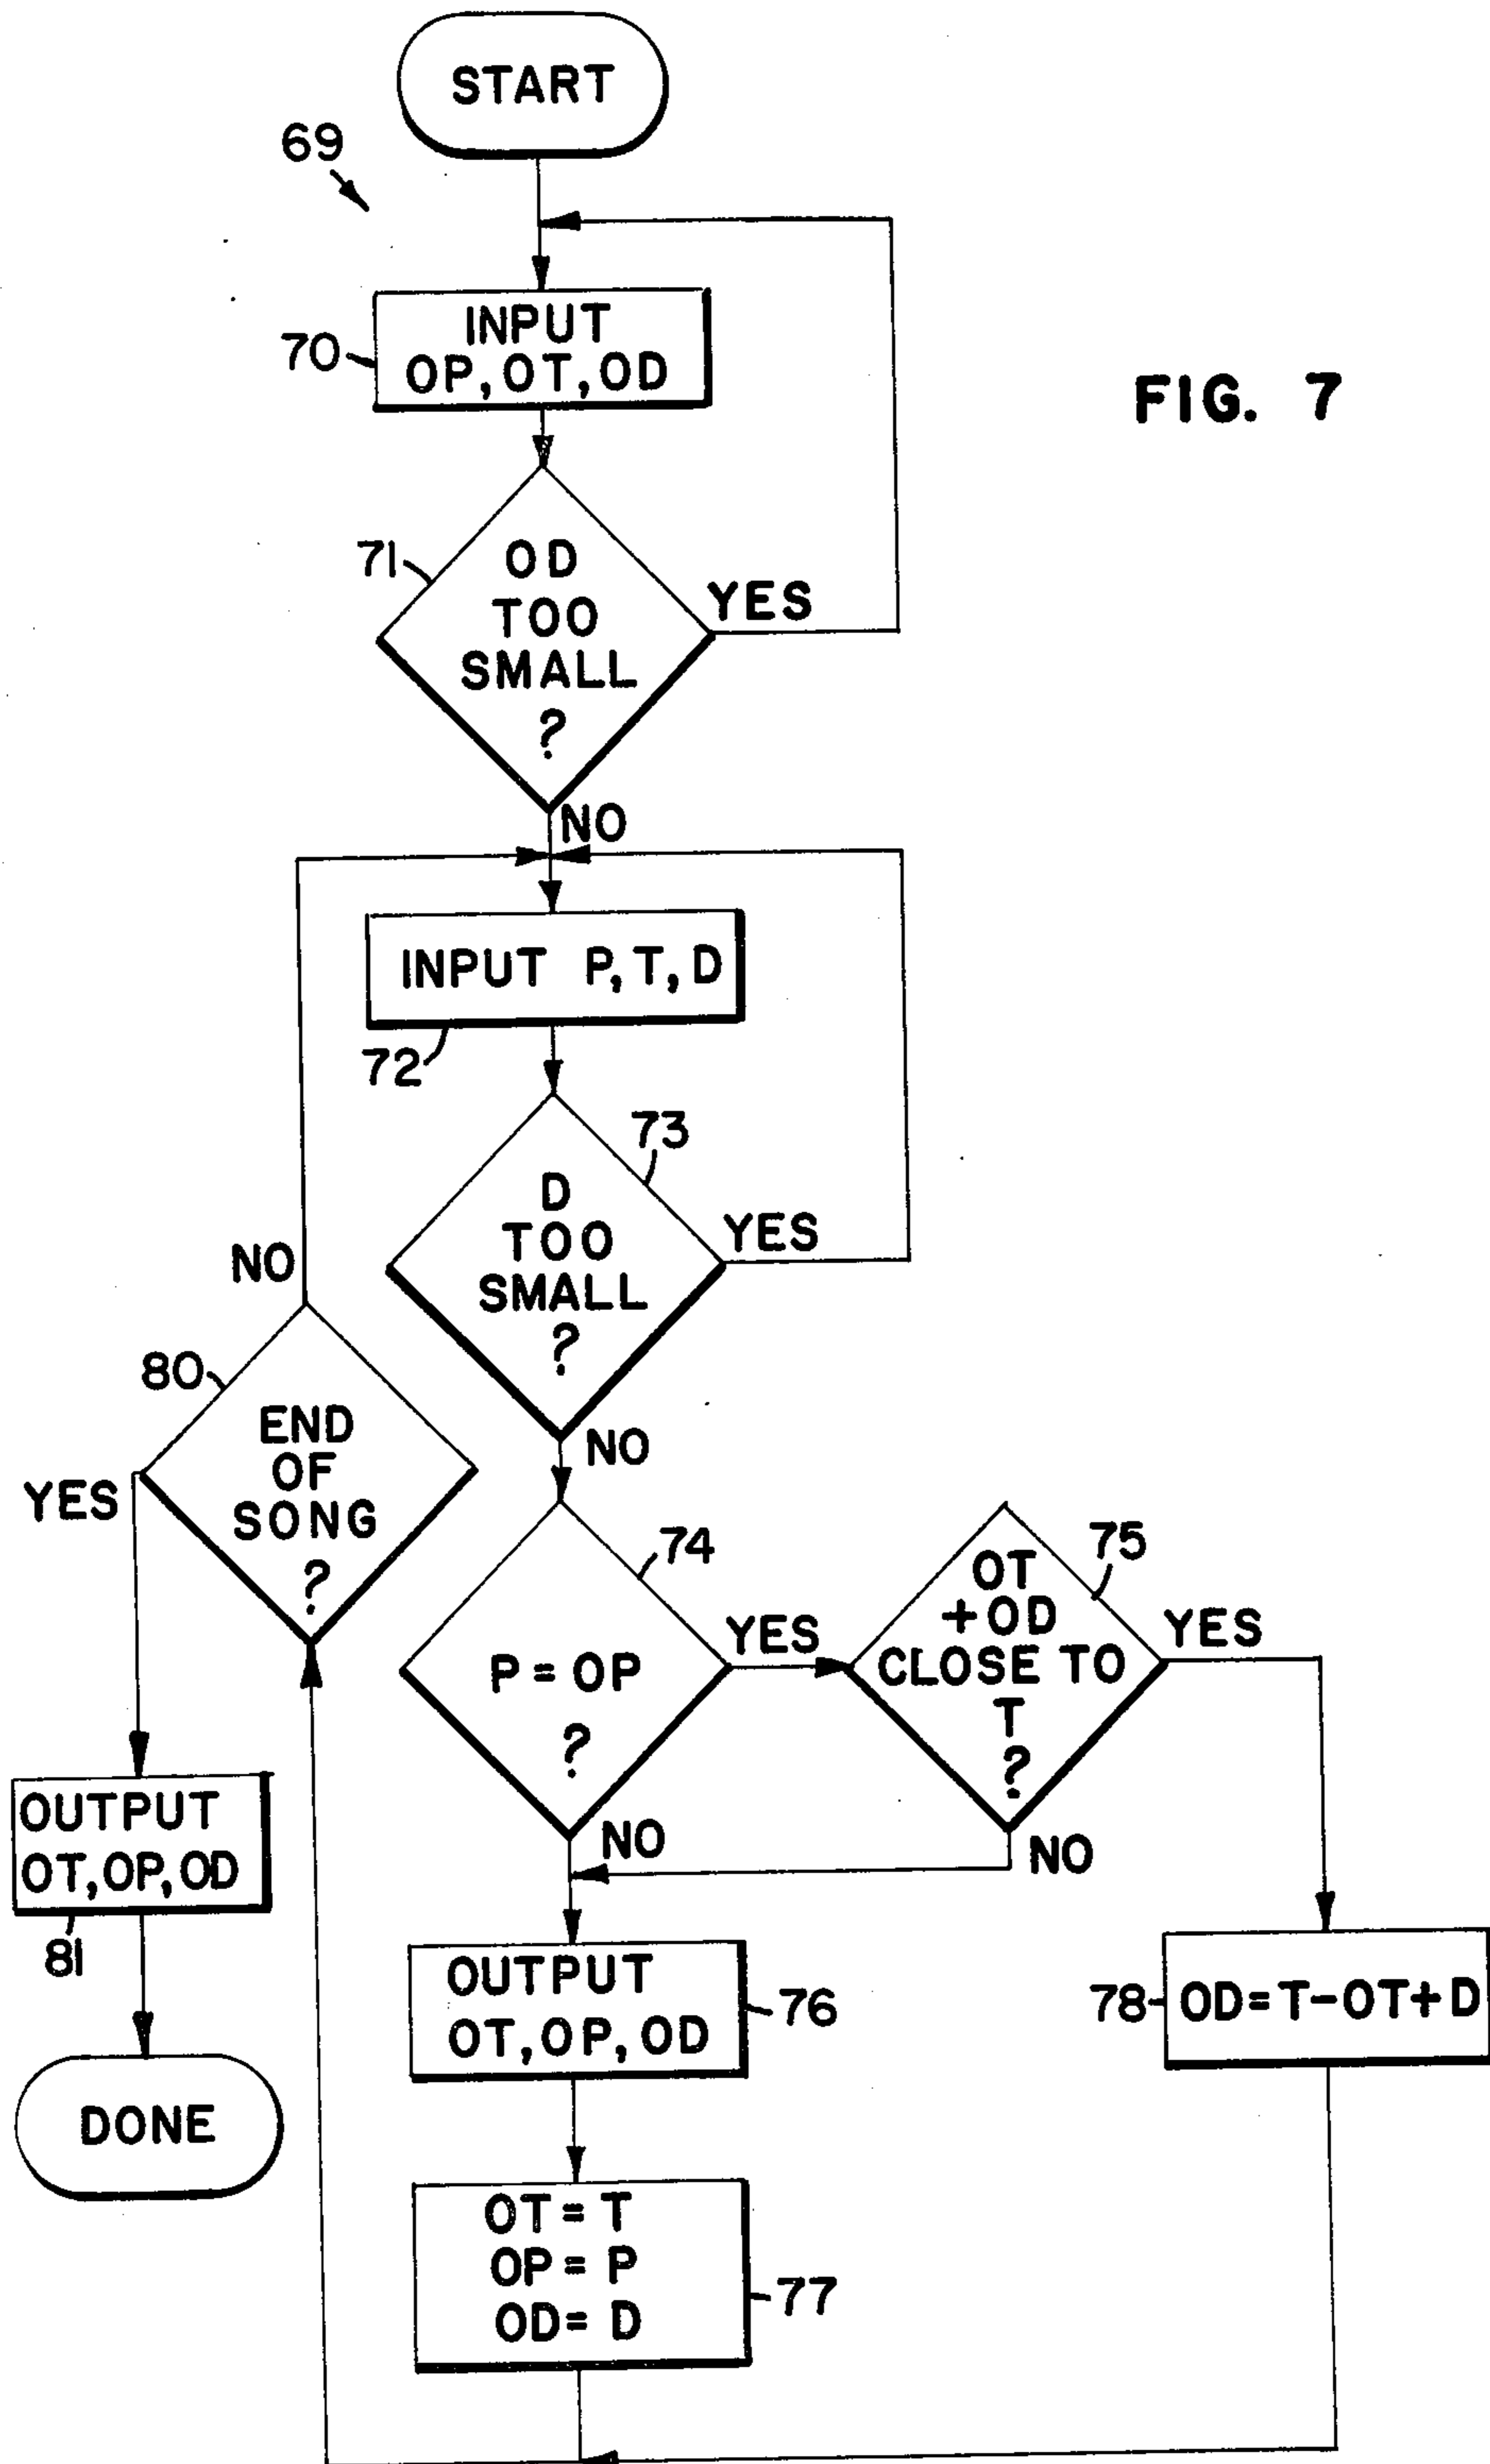 START
69
INPUT
70
OP, OT, OD
FIG. 7
71
OD
TOO
SMALL
?
YES
NO
INPUT P, T, D
72
73
D
TOO
SMALL
?
YES
NO
NO
80
END
OF
SONG
?
YES
74
P = OP
?
YES
NO
75
OT
+OD
CLOSE TO
T
?
YES
NO
OUTPUT
OT, OP, OD
81
DONE
OUTPUT
OT, OP, OD
76
78
OD=T-OT+D
OT = T
OP = P
OD = D
77